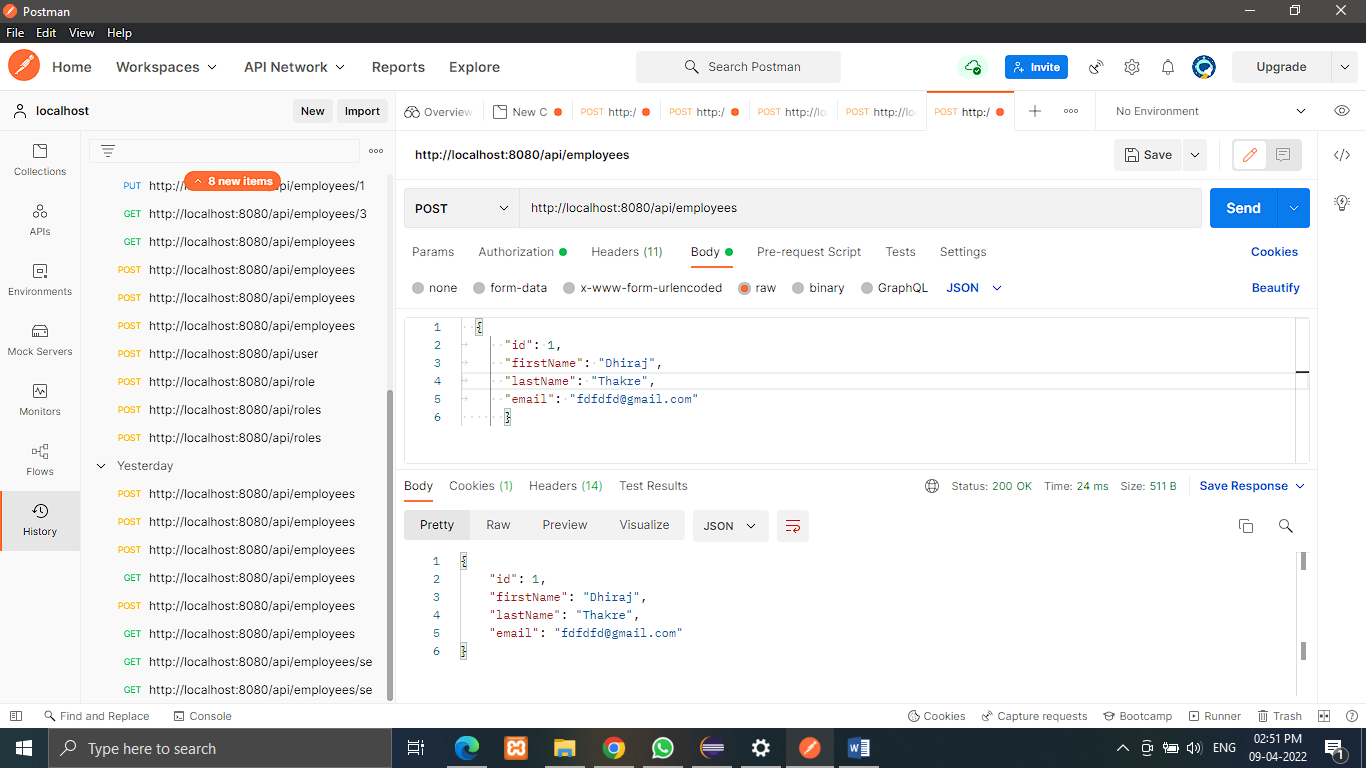 Postman
File Edit View Help
Home Workspaces API Network Reports Explore Search Postman Invite Upgrade
localhost New Import
Overview New C POST http:/ POST http:/ POST http://lo POST http://lo POST http:/ No Environment
http://localhost:8080/api/employees Save
Collections
APIs
Environments
Mock Servers
Monitors
Flows
History
8 new items
PUT http:/ api/employees/1
GET http://localhost:8080/api/employees/3
GET http://localhost:8080/api/employees
POST http://localhost:8080/api/employees
POST http://localhost:8080/api/employees
POST http://localhost:8080/api/employees
POST http://localhost:8080/api/user
POST http://localhost:8080/api/role
POST http://localhost:8080/api/roles
POST http://localhost:8080/api/roles
Yesterday
POST http://localhost:8080/api/employees
POST http://localhost:8080/api/employees
POST http://localhost:8080/api/employees
GET http://localhost:8080/api/employees
POST http://localhost:8080/api/employees
GET http://localhost:8080/api/employees
GET http://localhost:8080/api/employees/se
GET http://localhost:8080/api/employees/se
POST http://localhost:8080/api/employees Send
Params Authorization Headers (11) Body Pre-request Script Tests Settings Cookies
none form-data x-www-form-urlencoded raw binary GraphQL JSON Beautify
1 {
2 "id": 1,
3 "firstName": "Dhiraj",
4 "lastName": "Thakre",
5 "email": "fdfdfd@gmail.com"
6 }
Body Cookies (1) Headers (14) Test Results Status: 200 OK Time: 24 ms Size: 511 B Save Response
Pretty Raw Preview Visualize JSON
1 {
2 "id": 1,
3 "firstName": "Dhiraj",
4 "lastName": "Thakre",
5 "email": "fdfdfd@gmail.com"
6 }
Find and Replace Console Cookies Capture requests Bootcamp Runner Trash
Type here to search ENG 02:51 PM
09-04-2022 1